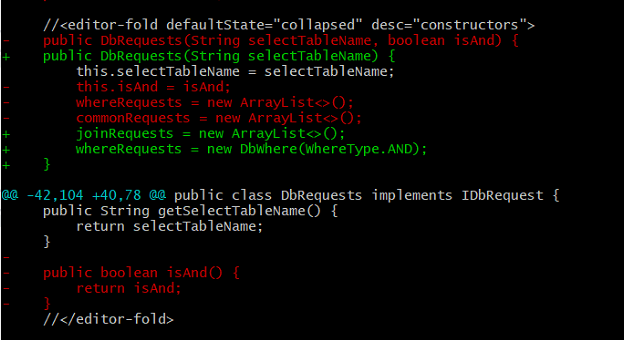 //<editor-fold defaultState="collapsed" desc="constructors">
-    public DbRequests(String selectTableName, boolean isAnd) {
+    public DbRequests(String selectTableName) {
         this.selectTableName = selectTableName;
-        this.isAnd = isAnd;
-        whereRequests = new ArrayList<>();
-        commonRequests = new ArrayList<>();
+        joinRequests = new ArrayList<>();
+        whereRequests = new DbWhere(WhereType.AND);
+    }
@@ -42,104 +40,78 @@ public class DbRequests implements IDbRequest {
     public String getSelectTableName() {
         return selectTableName;
     }
-
-    public boolean isAnd() {
-        return isAnd;
-    }
     //</editor-fold>